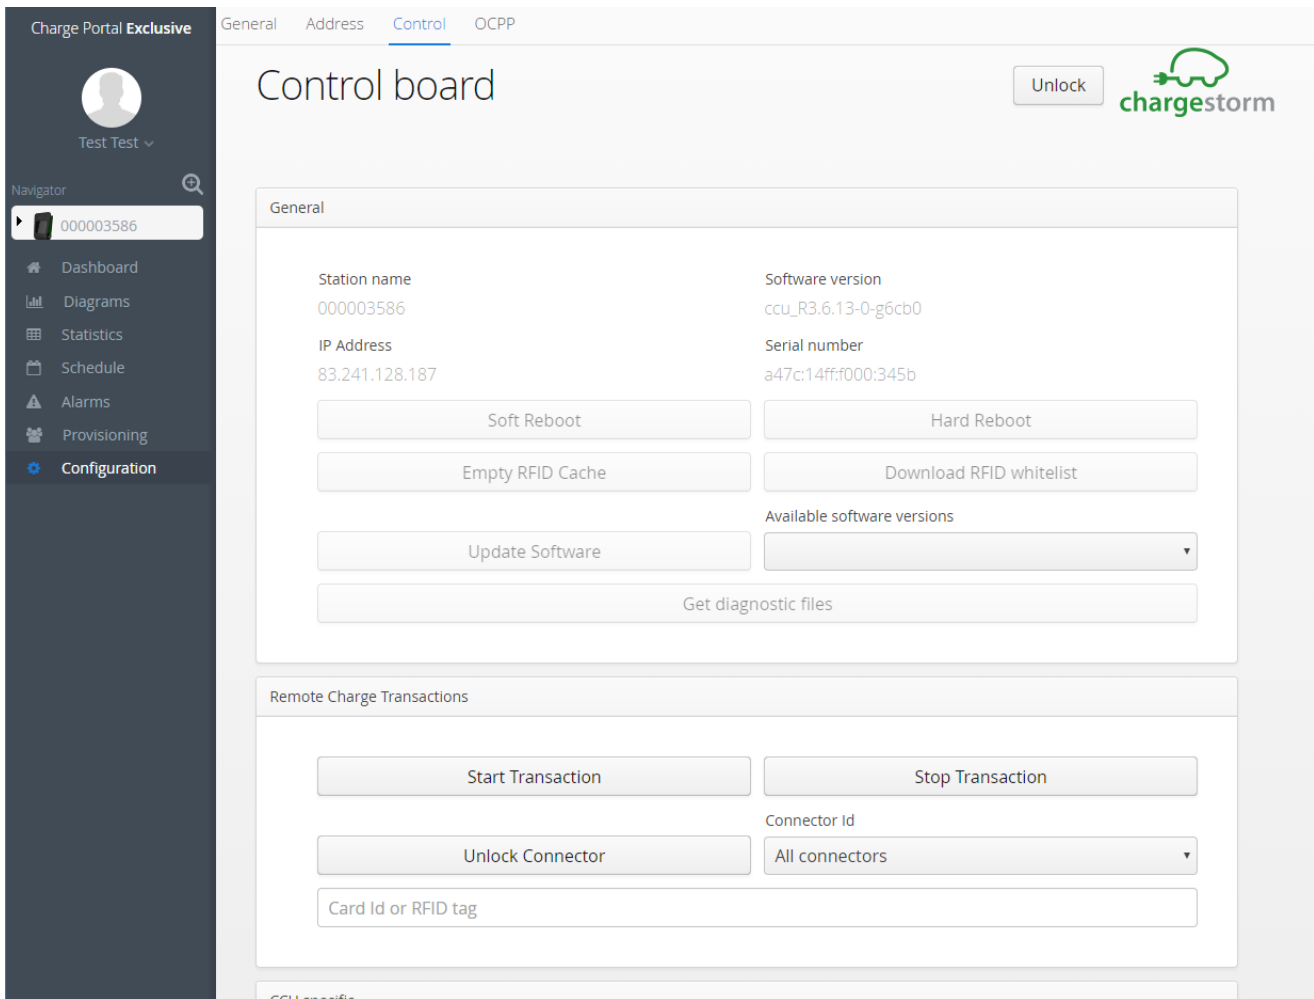 Charge Portal Exclusive
General Address Control OCPP
Control board
Unlock
chargestorm
Test Test
Navigator
000003586
Dashboard
Diagrams
Statistics
Schedule
Alarms
Provisioning
Configuration
General
Station name
000003586
Software version
ccu_R3.6.13-0-g6cb0
IP Address
83.241.128.187
Serial number
a47c:14ff:f000:345b
Soft Reboot
Hard Reboot
Empty RFID Cache
Download RFID whitelist
Available software versions
Update Software
Get diagnostic files
Remote Charge Transactions
Start Transaction
Stop Transaction
Connector Id
Unlock Connector
All connectors
Card Id or RFID tag